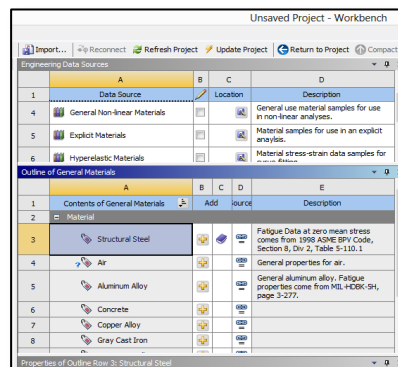 Unsaved Project - Workbench
Import... Reconnect Refresh Project Update Project Return to Project Compact
Engineering Data Sources
A B C D
1 Data Source Location Description
4 General Non-linear Materials General use material samples for use
in non-linear analyses.
5 Explicit Materials Material samples for use in an explicit
anaylsis.
6 Hyperelastic Materials Material stress-strain data samples for
curve fitting.
Outline of General Materials
A B C D E
1 Contents of General Materials Add Source Description
2 Material
3 Structural Steel Fatigue Data at zero mean stress
comes from 1998 ASME BPV Code,
Section 8, Div 2, Table 5-110.1
4 Air General properties for air.
5 Aluminum Alloy General aluminum alloy. Fatigue
properties come from MIL-HDBK-5H,
page 3-277.
6 Concrete
7 Copper Alloy
8 Gray Cast Iron
Properties of Outline Row 3: Structural Steel